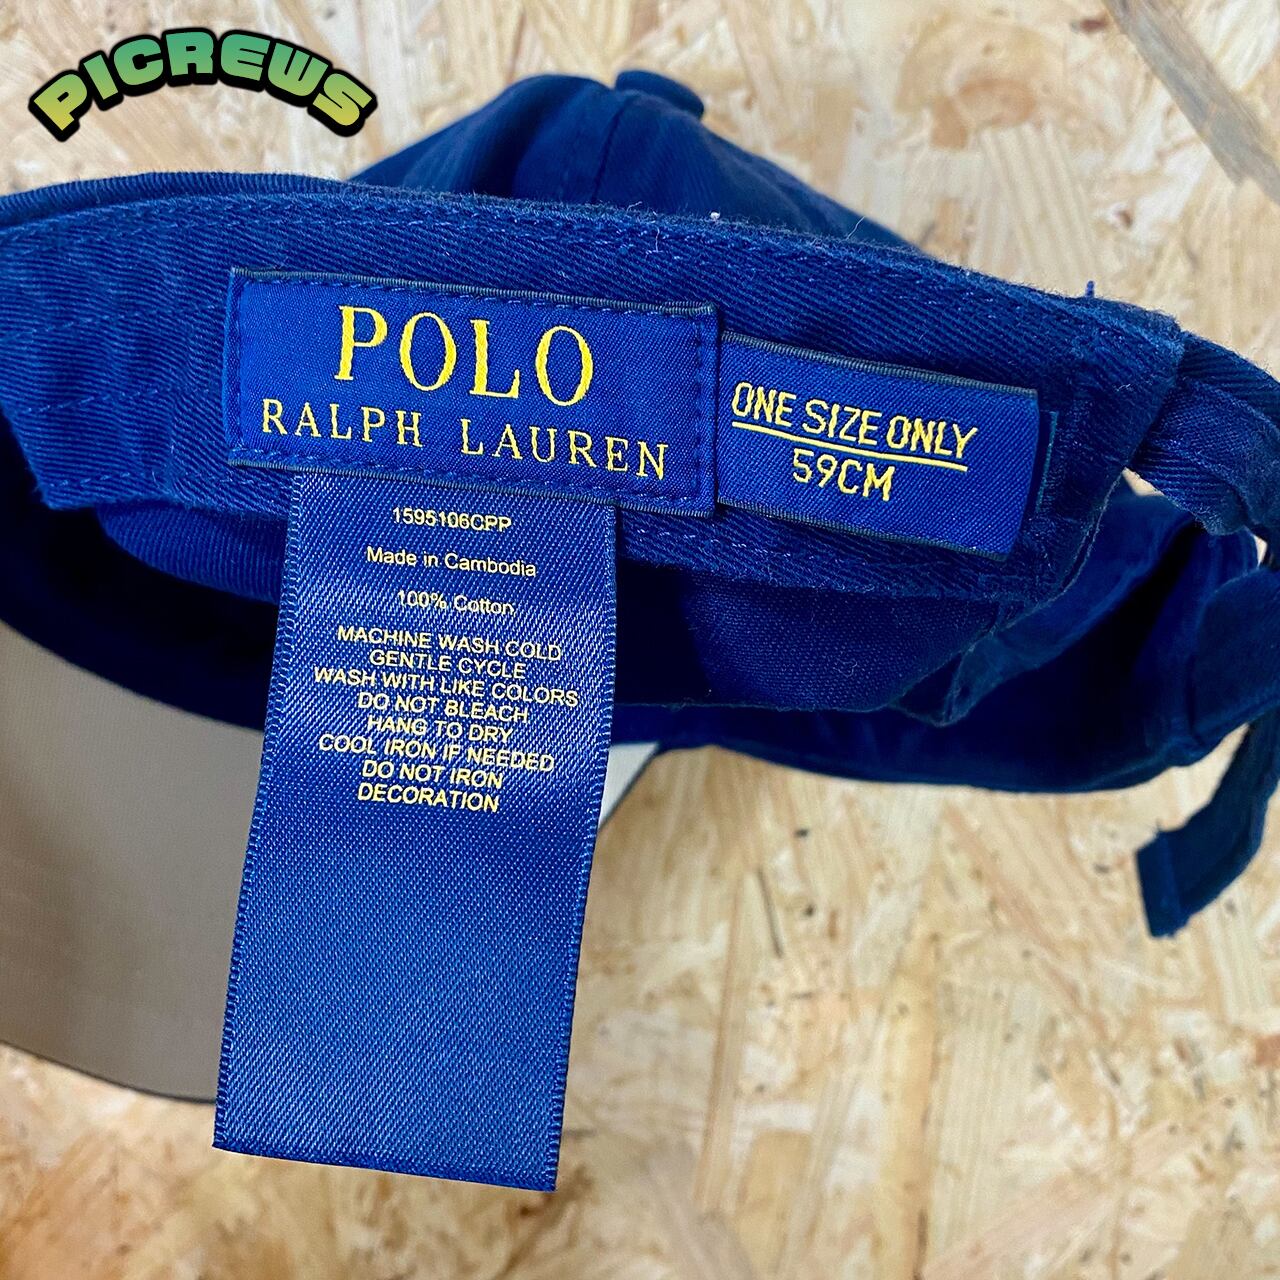 PICREWS
POLO
RALPH LAUREN
ONE SIZE ONLY
59CM
1595106CPP
Made in Cambodia
100% Cotton
MACHINE WASH COLD
GENTLE CYCLE
WASH WITH LIKE COLORS
DO NOT BLEACH
HANG TO DRY
COOL IRON IF NEEDED
DO NOT IRON
DECORATION